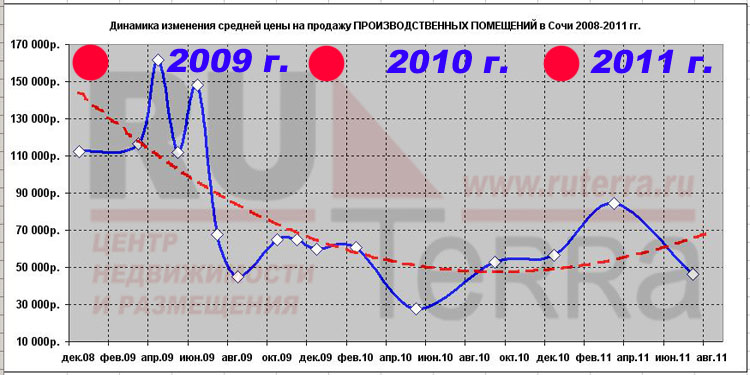 Динамика изменения средней цены на продажу ПРОИЗВОДСТВЕННЫХ ПОМЕЩЕНИЙ в Сочи 2008-2011 гг.
2009 г. 2010 г. 2011 г.
170 000р.
150 000р.
130 000р.
110 000р.
90 000р.
70 000р.
50 000р.
30 000р.
10 000р.
RU
www.ruterra.ru
Terra
ЦЕНТР
НЕДВИЖИМОСТИ
И РАЗМЕЩЕНИЯ
дек.08 фев.09 апр.09 июн.09 авг.09 окт.09 дек.09 фев.10 апр.10 июн.10 авг.10 окт.10 дек.10 фев.11 апр.11 июн.11 авг.11